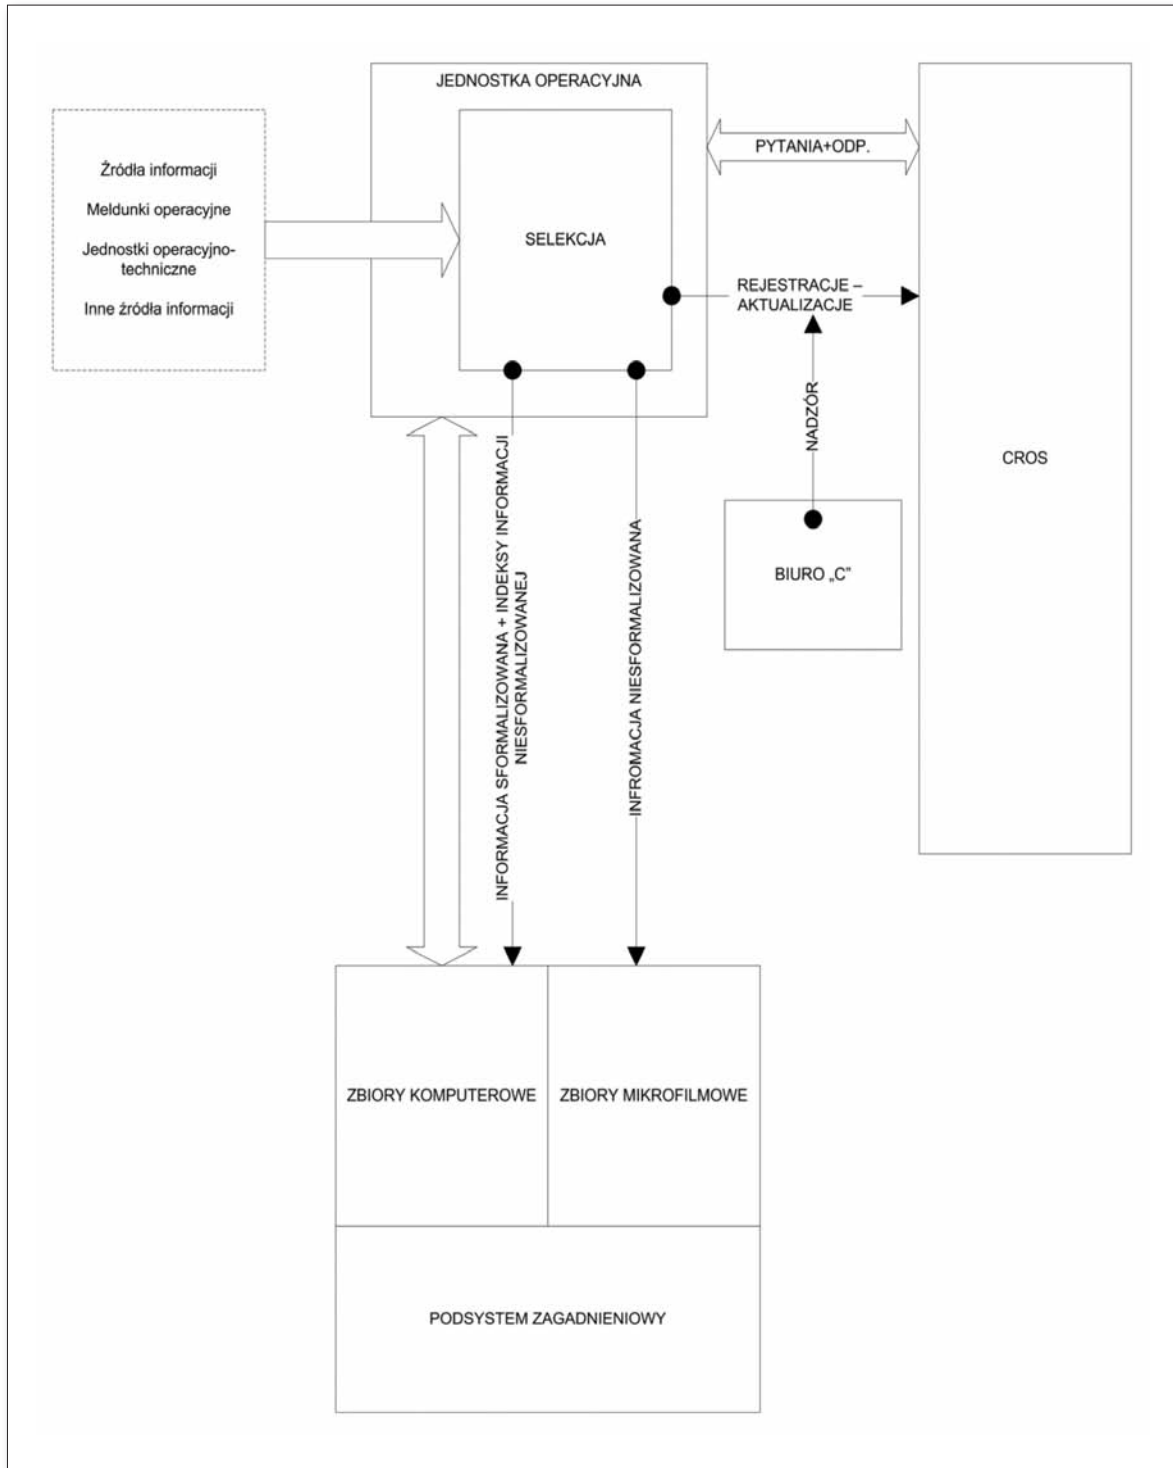 JEDNOSTKA OPERACYJNA
Źródła informacji
Meldunki operacyjne
Jednostki operacyjno-
techniczne
Inne źródła informacji
SELEKCJA
PYTANIA+ODP.
REJESTRACJE –
AKTUALIZACJE
NADZÓR
CROS
BIURO „C”
INFORMACJA SFORMALIZOWANA + INDEKSY INFORMACJI
NIESFORMALIZOWANEJ
INFROMACJA NIESFORMALIZOWANA
ZBIORY KOMPUTEROWE
ZBIORY MIKROFILMOWE
PODSYSTEM ZAGADNIENIOWY